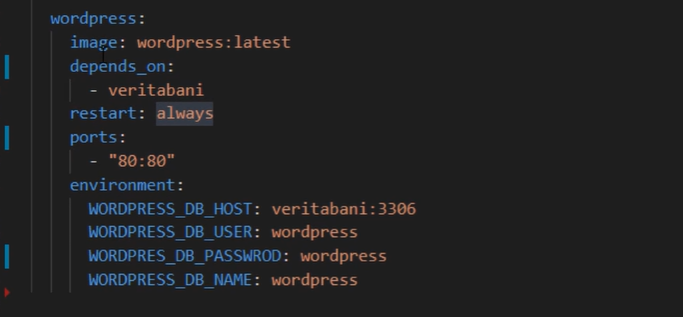 wordpress:
image: wordpress:latest
depends_on:
- veritabani
restart: always
ports:
- "80:80"
environment:
WORDPRESS_DB_HOST: veritabani:3306
WORDPRESS_DB_USER: wordpress
WORDPRES_DB_PASSWROD: wordpress
WORDPRESS_DB_NAME: wordpress